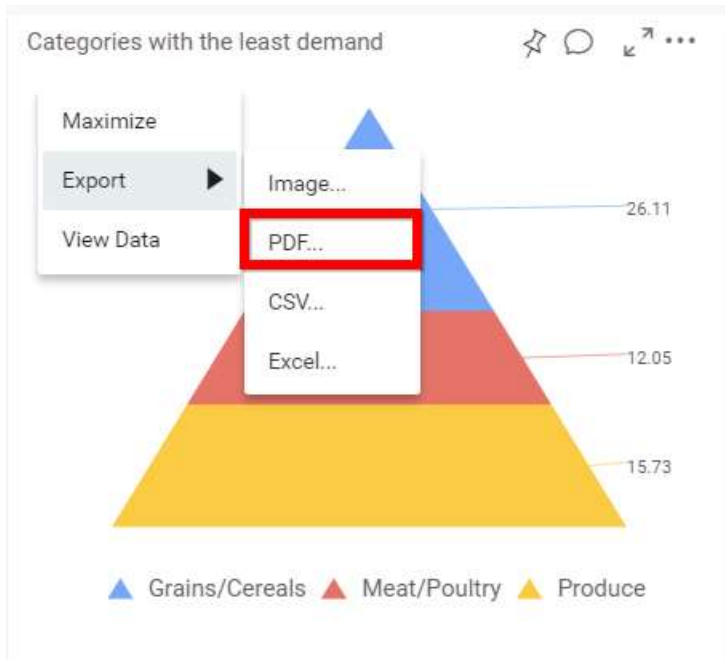 Categories with the least demand
Maximize
Export
View Data
Image...
PDF...
CSV...
Excel...
26.11
12.05
15.73
Grains/Cereals Meat/Poultry Produce